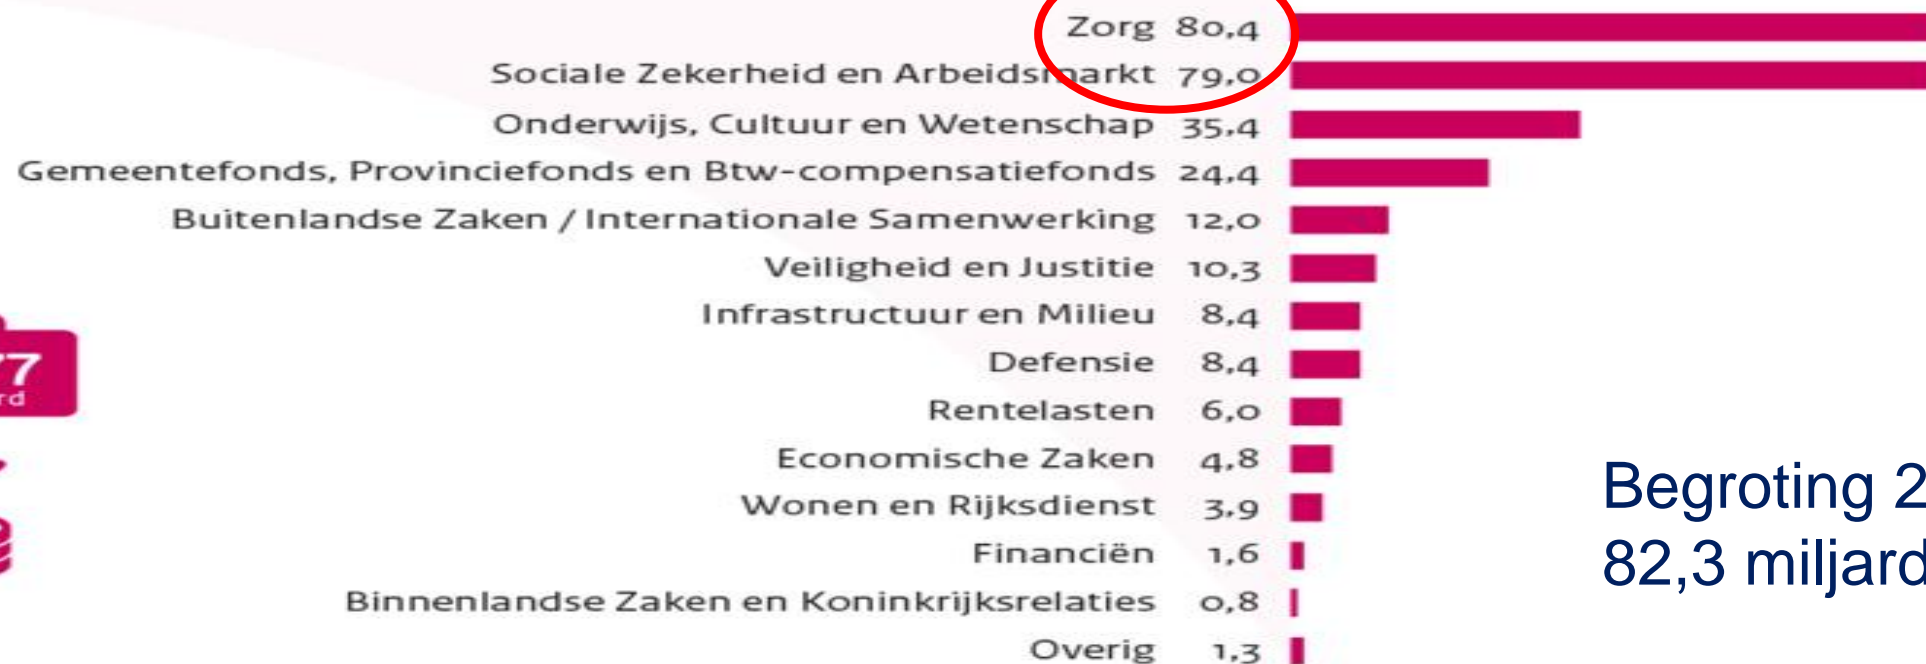 Zorg 80,4
Sociale Zekerheid en Arbeidsmarkt 79,0
Onderwijs, Cultuur en Wetenschap 35,4
Gemeentefonds, Provinciefonds en Btw-compensatiefonds 24,4
Buitenlandse Zaken / Internationale Samenwerking 12,0
Veiligheid en Justitie 10,3
Infrastructuur en Milieu 8,4
Defensie 8,4
Rentelasten 6,0
Economische Zaken 4,8
Wonen en Rijksdienst 3,9
Financiën 1,6
Binnenlandse Zaken en Koninkrijksrelaties 0,8
Overig 1,3
Begroting 2
82,3 miljard